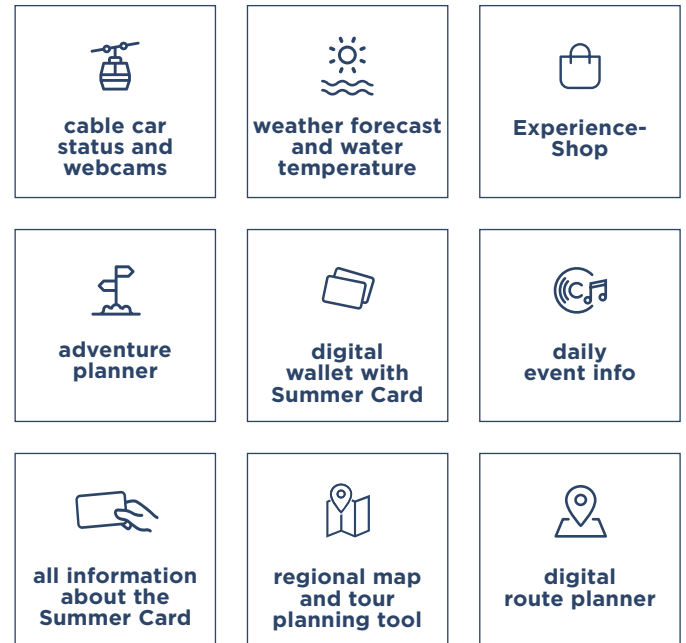 cable car
status and
webcams
weather forecast
and water
temperature
Experience-
Shop
adventure
planner
digital
wallet with
Summer Card
daily
event info
all information
about the
Summer Card
regional map
and tour
planning tool
digital
route planner